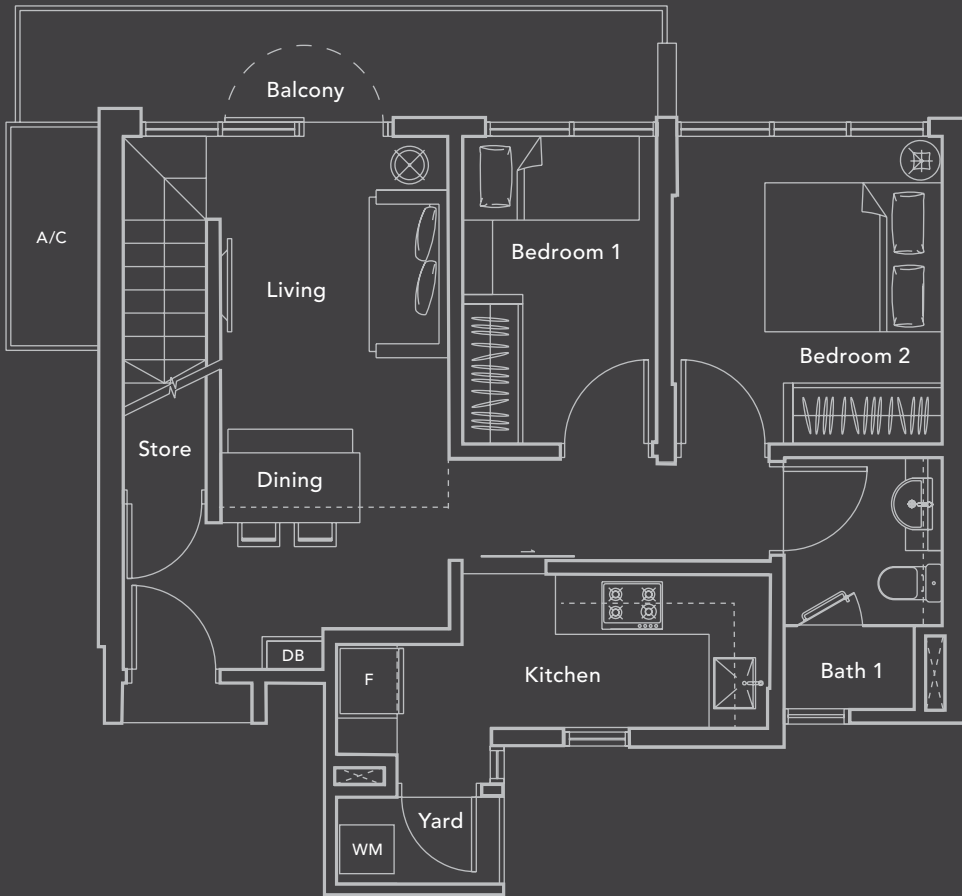 Balcony
A/C
Living
Bedroom 1
Bedroom 2
Store
Dining
DB
F
Kitchen
Bath 1
Yard
WM